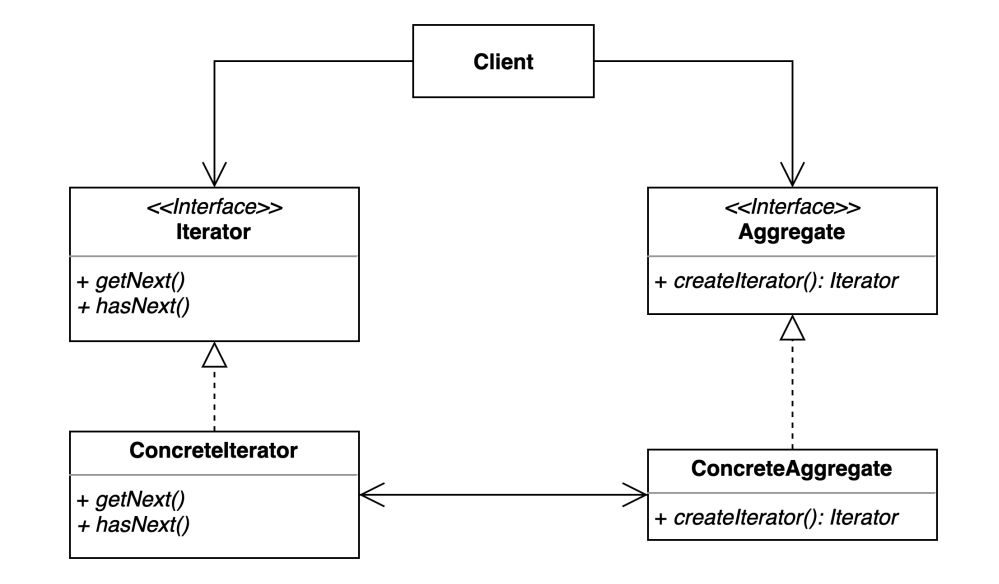 Client
<<Interface>>
Iterator
+ getNext()
+ hasNext()
<<Interface>>
Aggregate
+ createIterator(): Iterator
ConcreteIterator
+ getNext()
+ hasNext()
ConcreteAggregate
+ createIterator(): Iterator